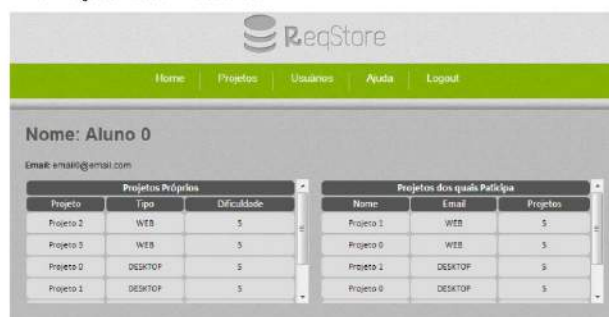 ReqStore
Home Projetos Usuários Ajuda Logout
Nome: Aluno 0
Email: email0@email.com
Projetos Próprios
Projeto Tipo Dificuldade
Projeto 2 WEB 5
Projeto 3 WEB 5
Projeto 0 DESKTOP 5
Projeto 1 DESKTOP 5
Projetos dos quais Paticipa
Nome Email Projetos
Projeto 1 WEB 5
Projeto 0 WEB 5
Projeto 1 DESKTOP 5
Projeto 0 DESKTOP 5